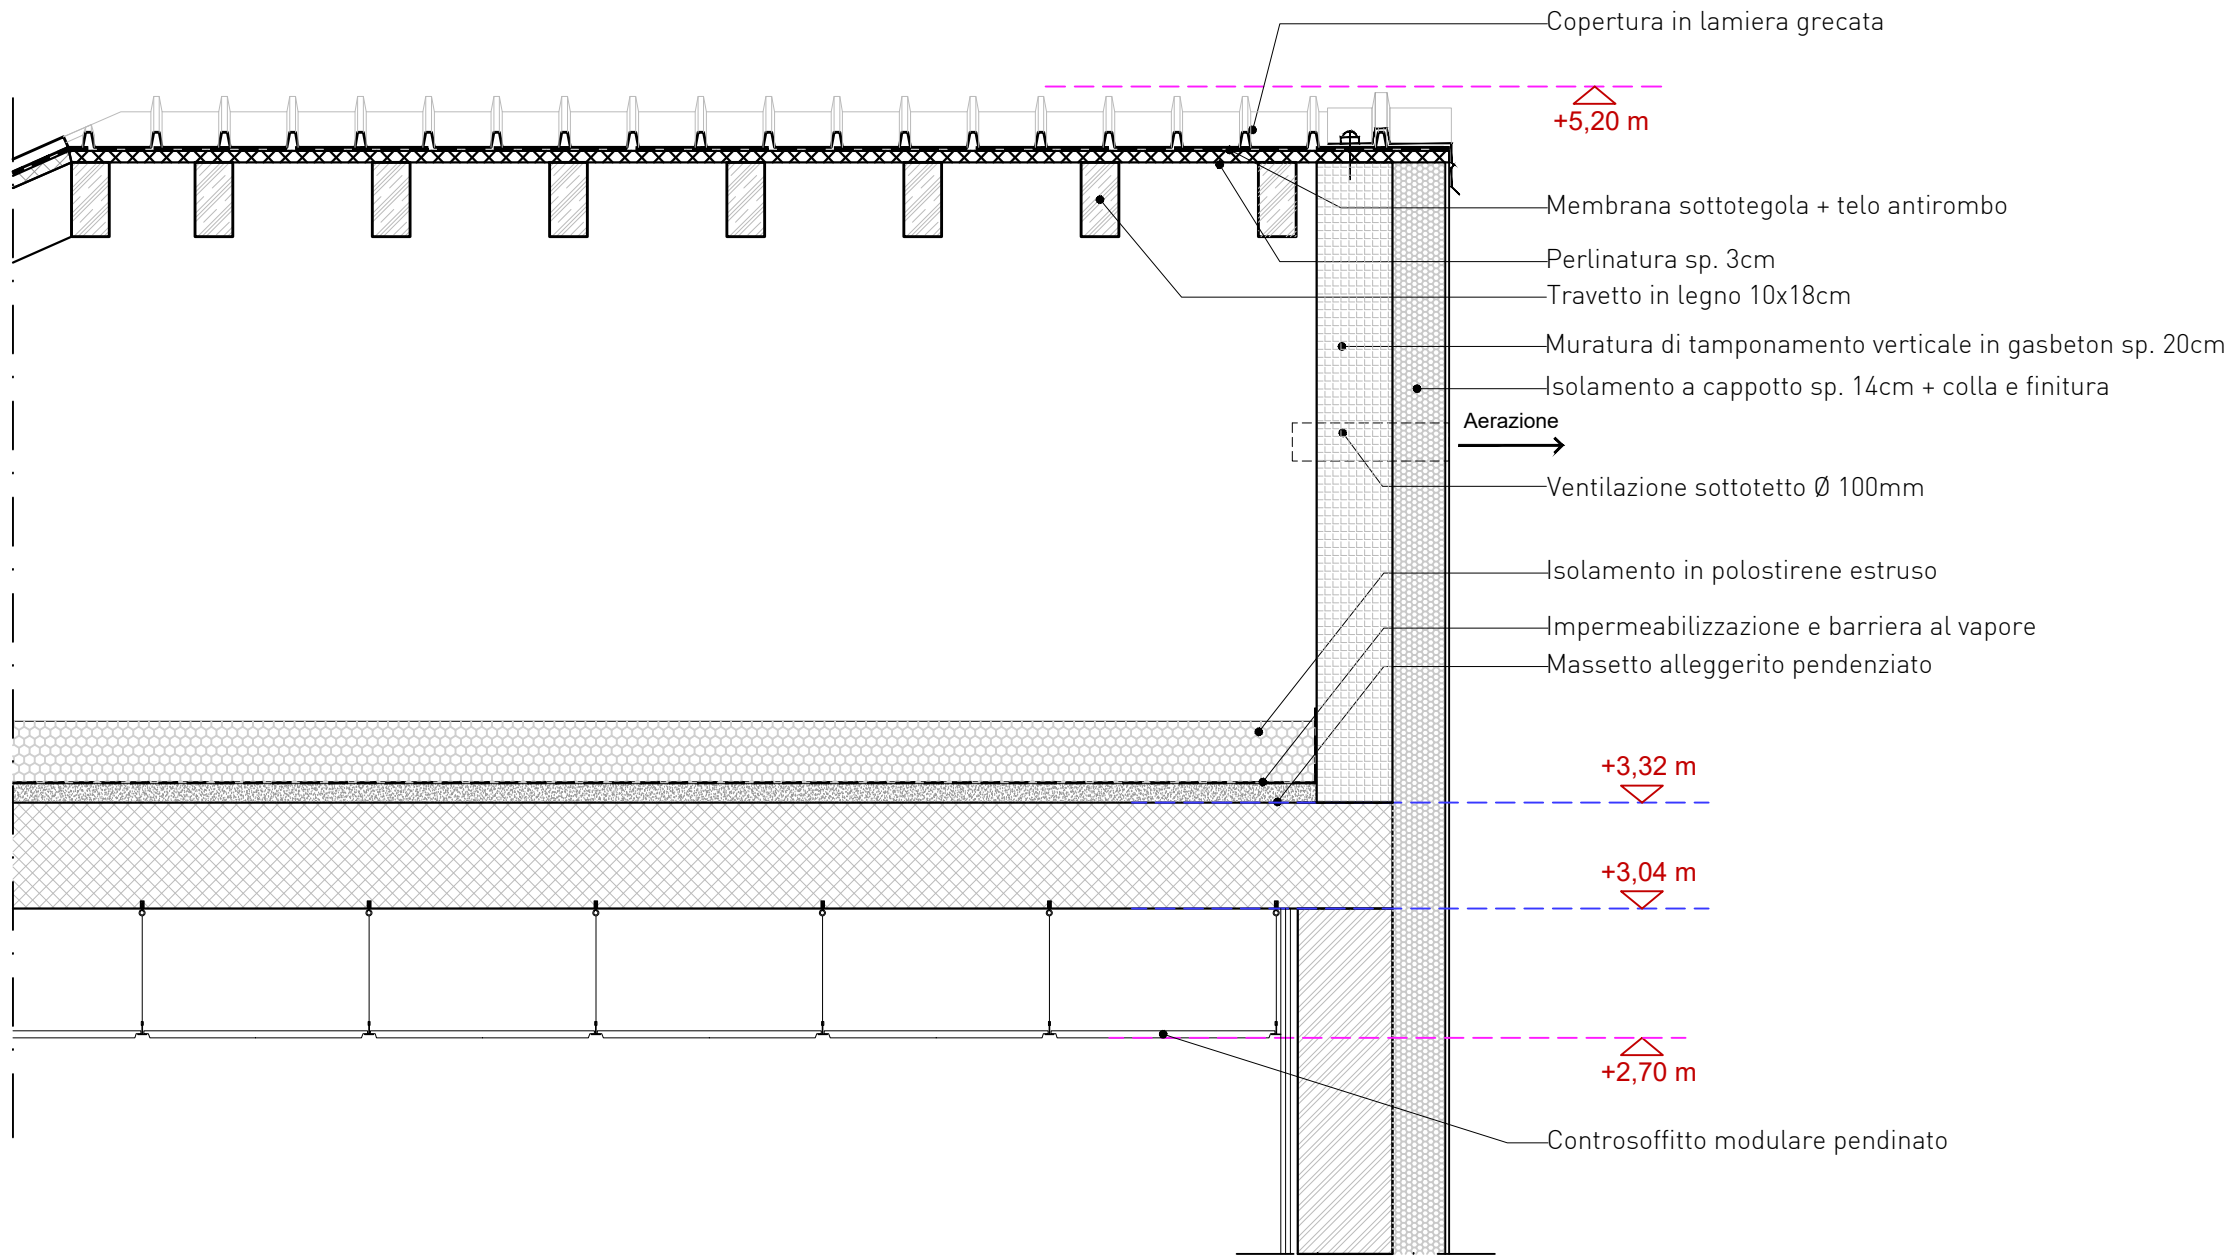 Copertura in lamiera grecata
+5,20 m
Membrana sottotegola + telo antirombo
Perlinatura sp. 3cm
Travetto in legno 10x18cm
Muratura di tamponamento verticale in gasbeton sp. 20cm
Isolamento a cappotto sp. 14cm + colla e finitura
Aerazione
Ventilazione sottotetto Ø 100mm
Isolamento in polostirene estruso
Impermeabilizzazione e barriera al vapore
Massetto alleggerito pendenziato
+3,32 m
+3,04 m
+2,70 m
Controsoffitto modulare pendinato